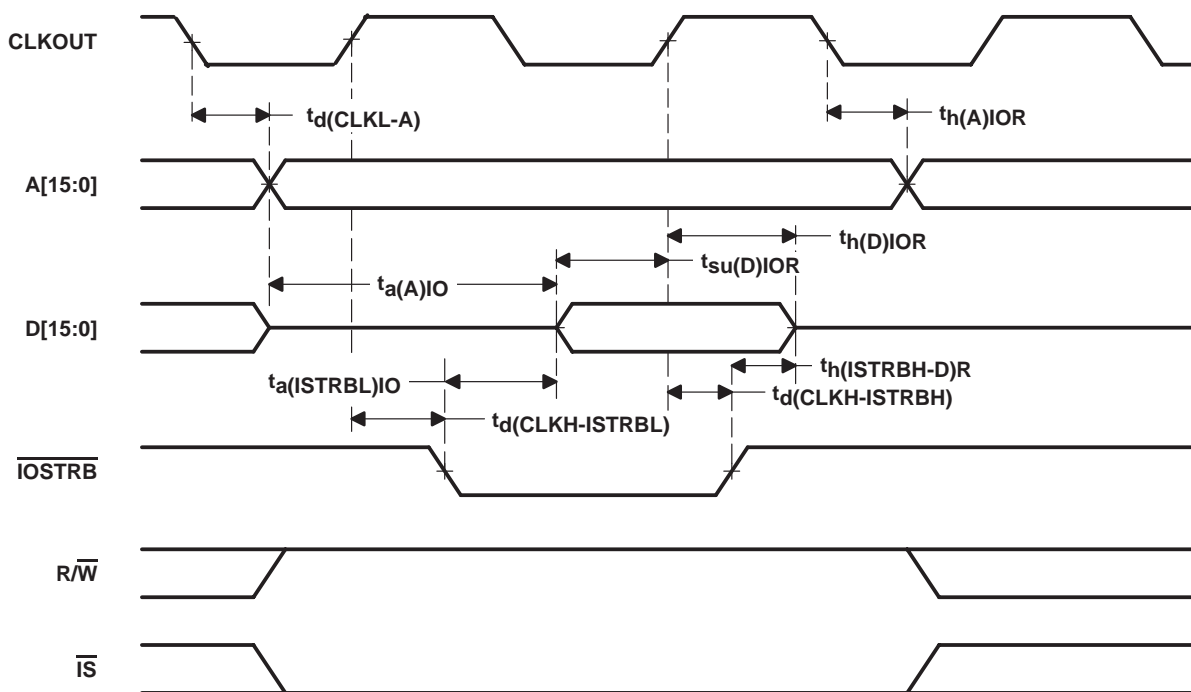 CLKOUT
td(CLKL-A)
th(A)IOR
A[15:0]
th(D)IOR
tsu(D)IOR
ta(A)IO
D[15:0]
th(ISTRBH-D)R
ta(ISTRBL)IO
td(CLKH-ISTRBH)
td(CLKH-ISTRBL)
IOSTRB
R/W
IS